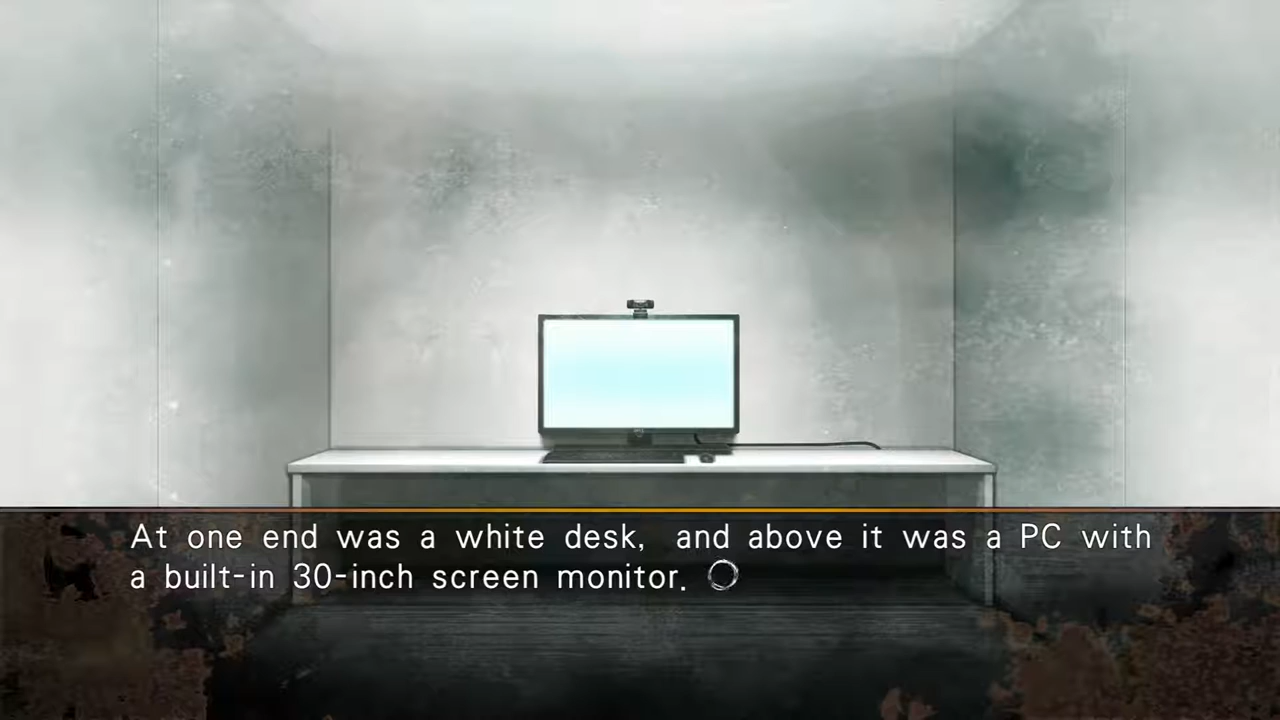 At one end was a white desk, and above it was a PC with
a built-in 30-inch screen monitor.